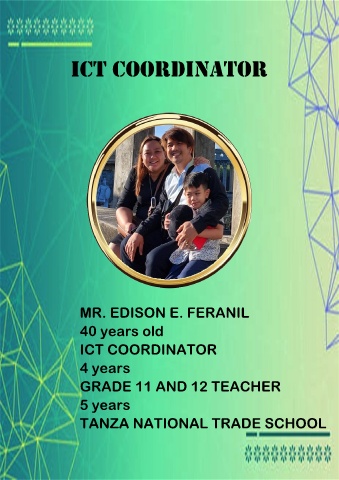 ICT COORDINATOR
MR. EDISON E. FERANIL
40 years old
ICT COORDINATOR
4 years
GRADE 11 AND 12 TEACHER
5 years
TANZA NATIONAL TRADE SCHOOL